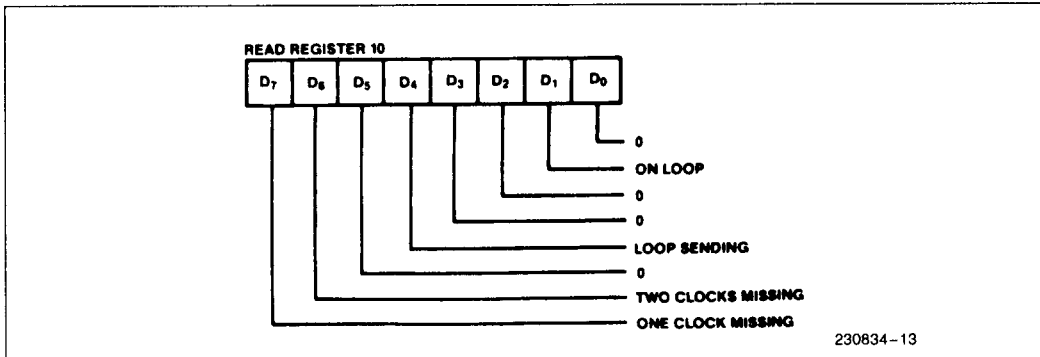 READ REGISTER 10
D7 D6 D5 D4 D3 D2 D1 D0
0
ON LOOP
0
0
LOOP SENDING
0
TWO CLOCKS MISSING
ONE CLOCK MISSING
230834-13